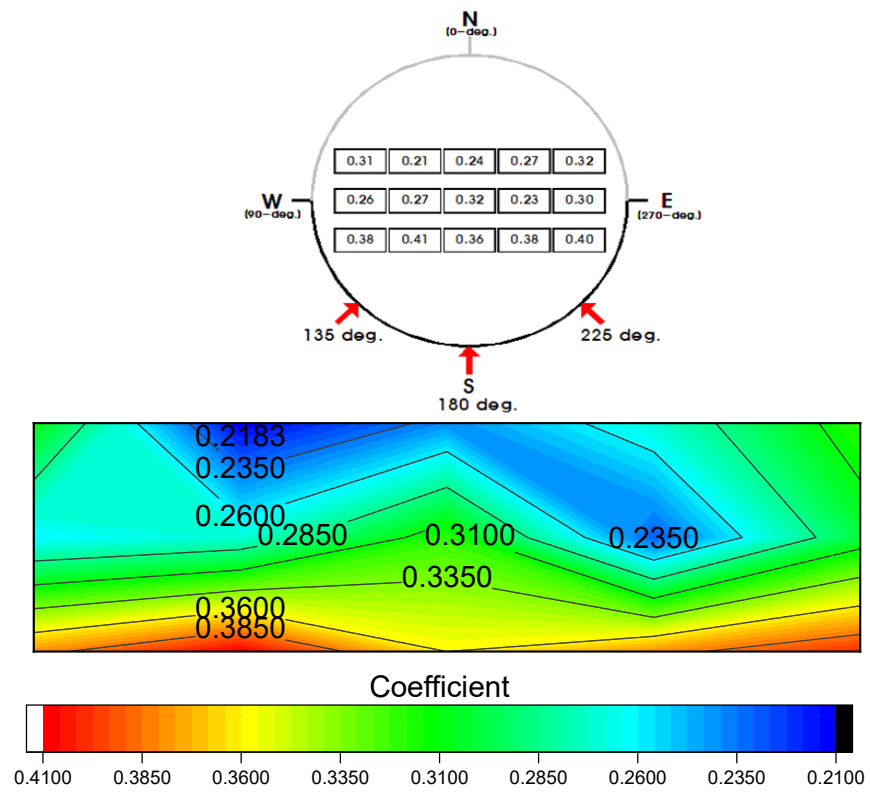 N
(0-deg.)
0.31 0.21 0.24 0.27 0.32
W
(90-deg.)
0.26 0.27 0.32 0.23 0.30
E
(270-deg.)
0.38 0.41 0.36 0.38 0.40
135 deg.
225 deg.
S
180 deg.
0.2183
0.2350
0.2600
0.2850
0.3100
0.2350
0.3350
0.3600
0.3850
Coefficient
0.4100 0.3850 0.3600 0.3350 0.3100 0.2850 0.2600 0.2350 0.2100